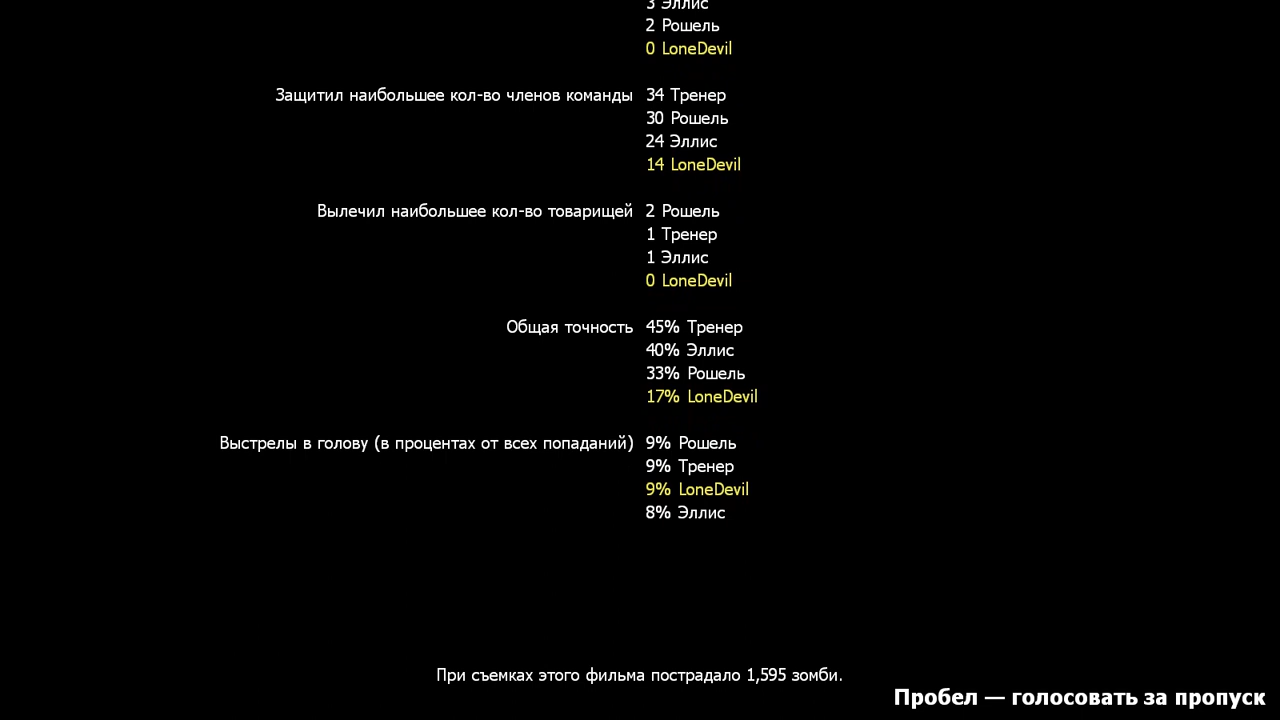 3 Эллис
2 Рошель
0 LoneDevil
Защитил наибольшее кол-во членов команды 34 Тренер
30 Рошель
24 Эллис
14 LoneDevil
Вылечил наибольшее кол-во товарищей 2 Рошель
1 Тренер
1 Эллис
0 LoneDevil
Общая точность 45% Тренер
40% Эллис
33% Рошель
17% LoneDevil
Выстрелы в голову (в процентах от всех попаданий) 9% Рошель
9% Тренер
9% LoneDevil
8% Эллис
При съемках этого фильма пострадало 1,595 зомби.
Пробел — голосовать за пропуск